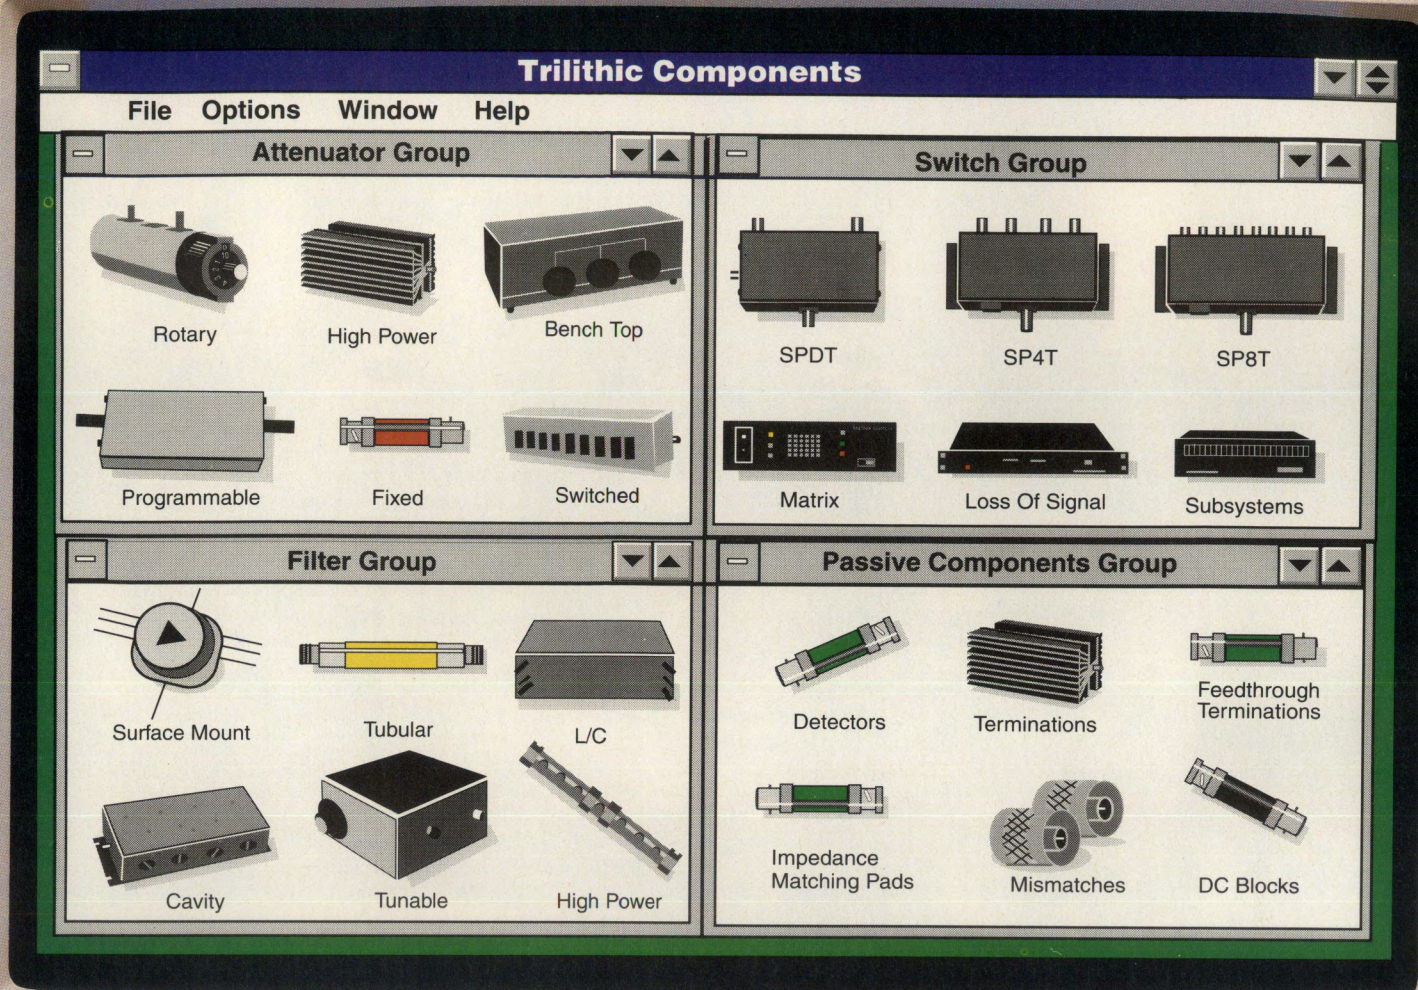 Trilithic Components
File Options Window Help
Attenuator Group
Rotary
High Power
Bench Top
Programmable
Fixed
Switched
Switch Group
SPDT
SP4T
SP8T
Matrix
Loss Of Signal
Subsystems
Filter Group
Surface Mount
Tubular
L/C
Cavity
Tunable
High Power
Passive Components Group
Detectors
Terminations
Feedthrough
Terminations
Impedance
Matching Pads
Mismatches
DC Blocks